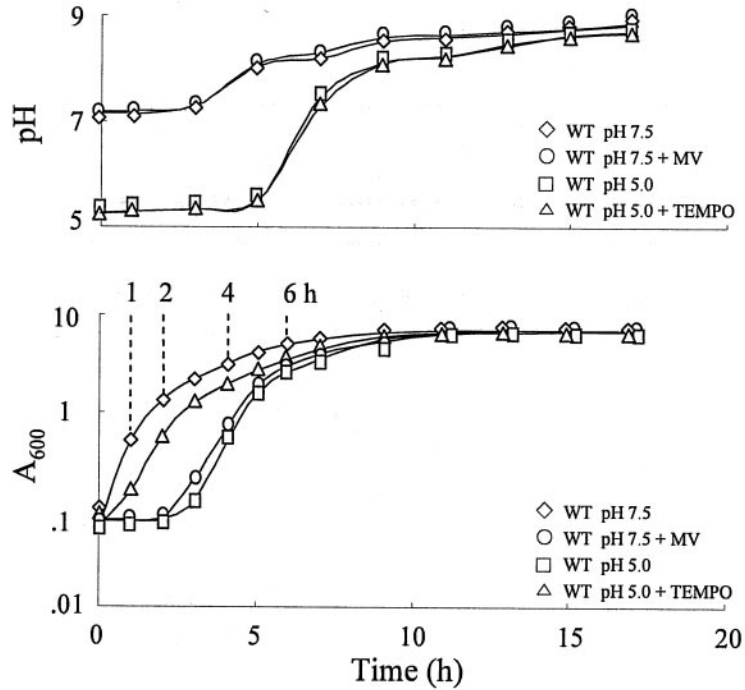 9
7
5
pH
WT pH 7.5
WT pH 7.5 + MV
WT pH 5.0
WT pH 5.0 + TEMPO
1 2 4 6 h
10
1
.1
.01
A600
WT pH 7.5
WT pH 7.5 + MV
WT pH 5.0
WT pH 5.0 + TEMPO
0 5 10 15 20
Time (h)